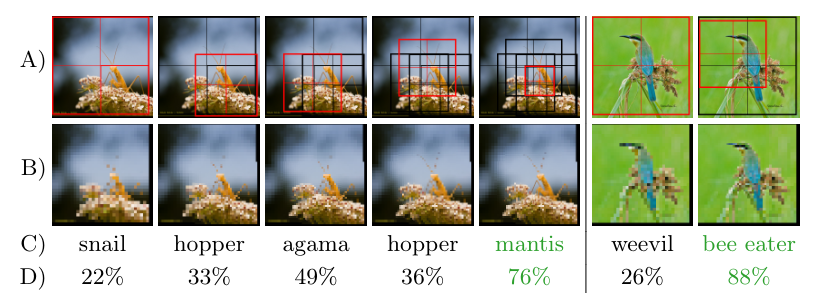 A)
B)
C) snail hopper agama hopper mantis weevil bee eater
D) 22% 33% 49% 36% 76% 26% 88%